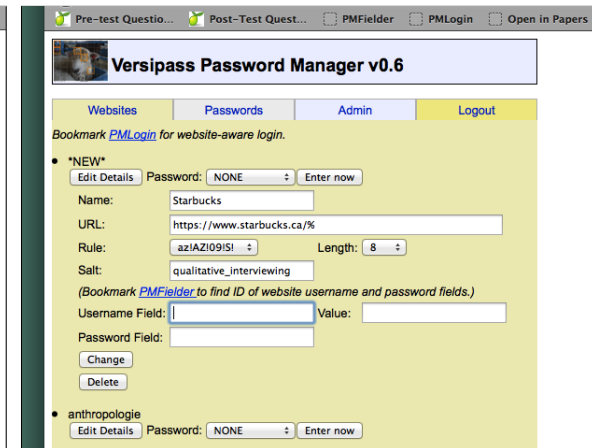 Pre-test Questio... Post-Test Quest... PMFielder PMLogin Open in Papers
Versipass Password Manager v0.6
Websites Passwords Admin Logout
Bookmark PMLogin for website-aware login.
*NEW*
Edit Details Password: NONE Enter now
Name: Starbucks
URL: https://www.starbucks.ca/%
Rule: az!AZ!09!S! Length: 8
Salt: qualitative_interviewing
(Bookmark PMFielder to find ID of website username and password fields.)
Username Field: Value:
Password Field:
Change
Delete
anthropologie
Edit Details Password: NONE Enter now